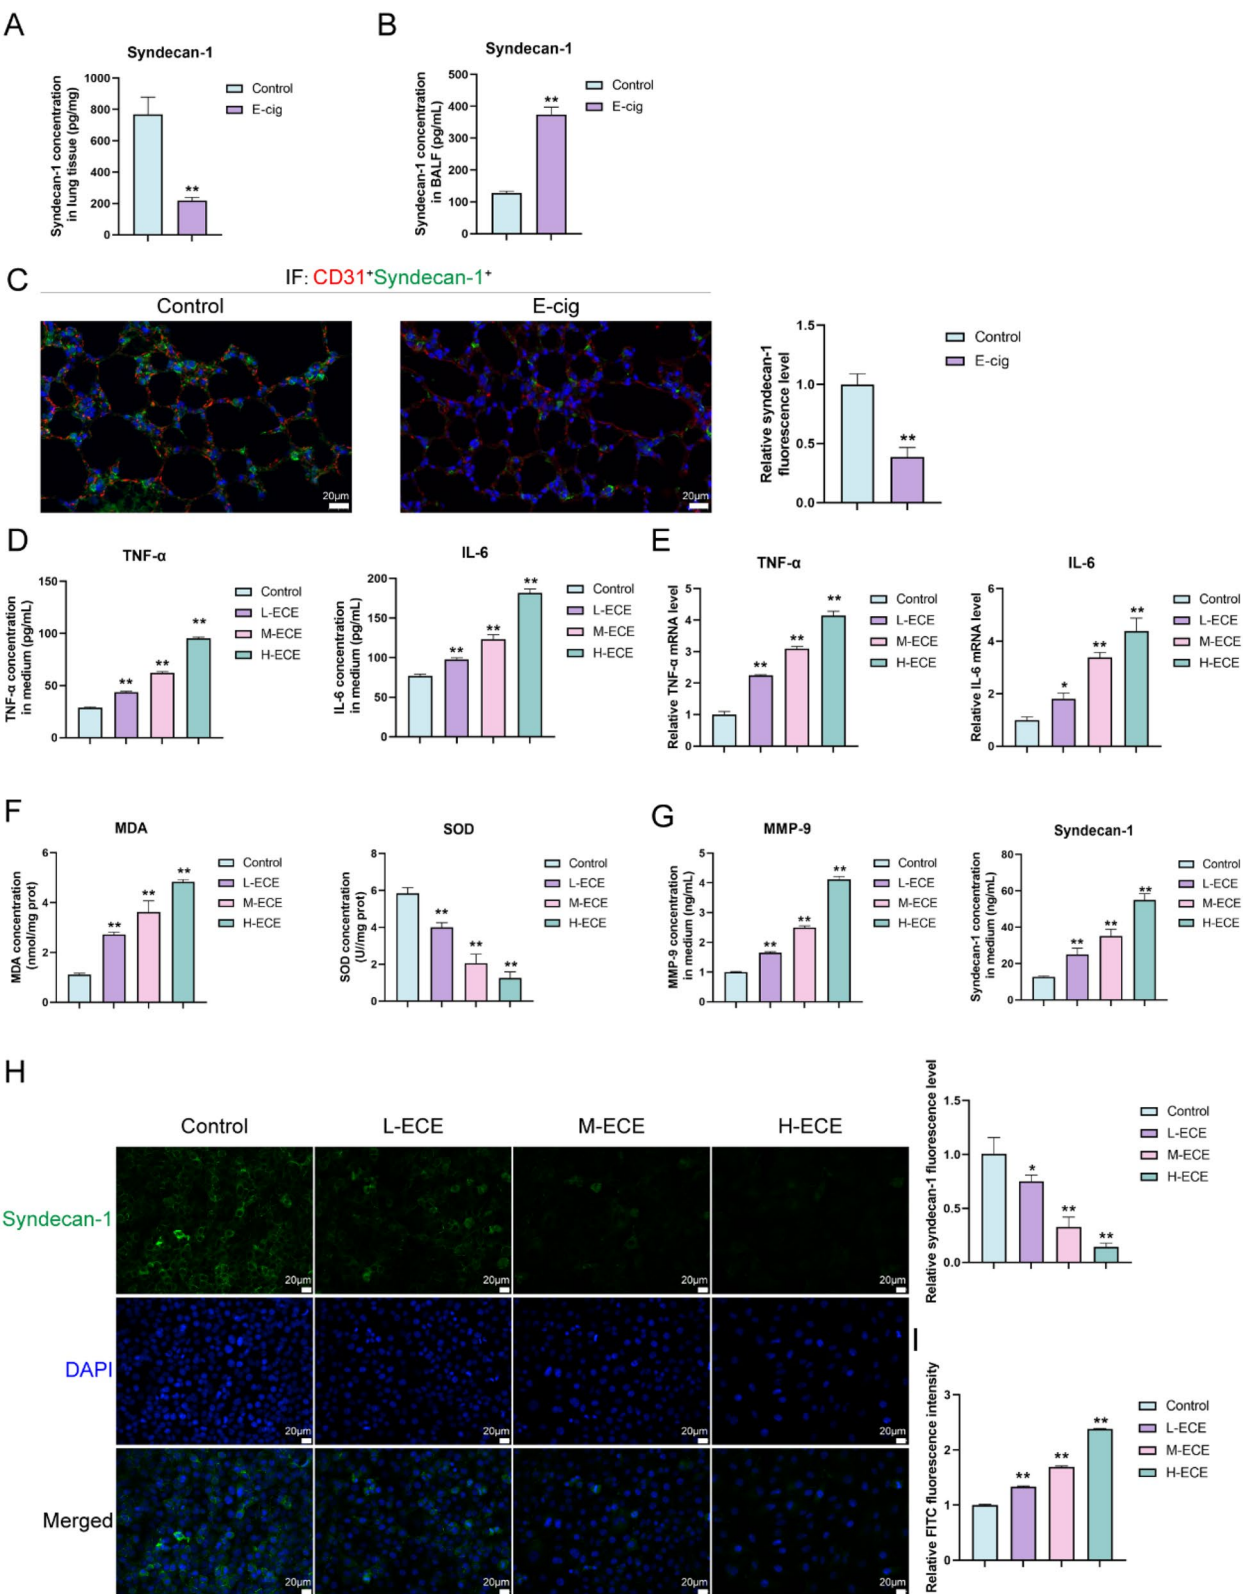 A
Syndecan-1
Syndecan-1 concentration
in lung tissue (pg/mg)
1000
800
600
400
200
0
**
Control
E-cig
B
Syndecan-1
Syndecan-1 concentration
in BALF (pg/mL)
500
400
300
200
100
0
**
Control
E-cig
C
IF: CD31⁺Syndecan-1⁺
Control
E-cig
20μm
20μm
Relative syndecan-1
fluorescence level
1.5
1.0
0.5
0.0
**
Control
E-cig
D
TNF-α
TNF-α concentration
in medium (pg/mL)
150
100
50
0
**
**
**
Control
L-ECE
M-ECE
H-ECE
IL-6
IL-6 concentration
in medium (pg/mL)
200
150
100
50
0
**
**
**
Control
L-ECE
M-ECE
H-ECE
E
TNF-α
Relative TNF-α mRNA level
5
4
3
2
1
0
**
**
**
Control
L-ECE
M-ECE
H-ECE
IL-6
Relative IL-6 mRNA level
6
4
2
0
*
**
**
Control
L-ECE
M-ECE
H-ECE
F
MDA
MDA concentration
(nmol/mg prot)
6
4
2
0
**
**
**
Control
L-ECE
M-ECE
H-ECE
SOD
SOD concentration
(U//mg prot)
8
6
4
2
0
**
**
**
Control
L-ECE
M-ECE
H-ECE
G
MMP-9
MMP-9 concentration
in medium (ng/mL)
5
4
3
2
1
0
**
**
**
Control
L-ECE
M-ECE
H-ECE
Syndecan-1
Syndecan-1 concentration
in medium (ng/mL)
80
60
40
20
0
**
**
**
Control
L-ECE
M-ECE
H-ECE
H
Control
L-ECE
M-ECE
H-ECE
Syndecan-1
20μm
20μm
20μm
20μm
DAPI
20μm
20μm
20μm
20μm
Merged
20μm
20μm
20μm
20μm
Relative syndecan-1 fluorescence level
1.5
1.0
0.5
0.0
*
**
**
Control
L-ECE
M-ECE
H-ECE
I
Relative FITC fluorescence intensity
3
2
1
0
**
**
**
Control
L-ECE
M-ECE
H-ECE